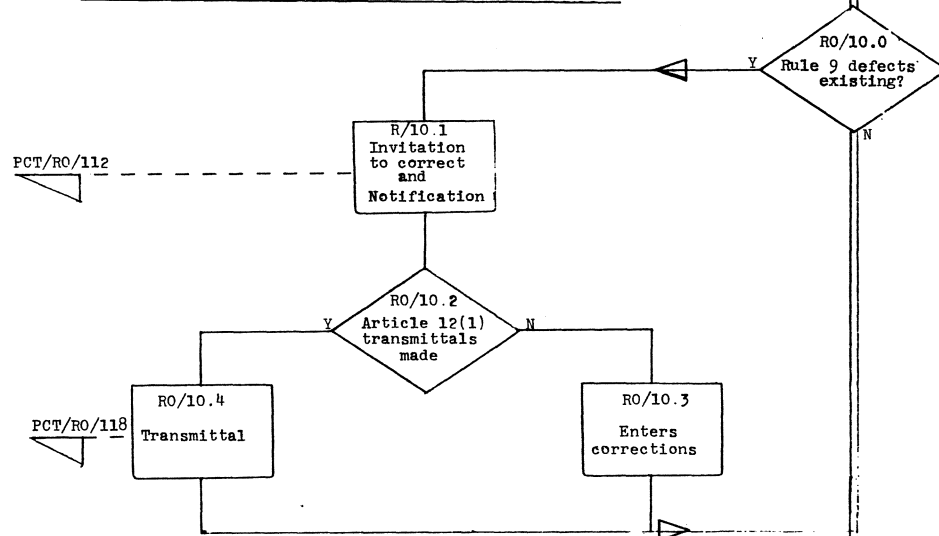 RO/10.0
Y
Rule 9 defects
existing?
N
R/10.1
Invitation
to correct
and
Notification
PCT/RO/112
RO/10.2
Y
Article 12(1)
N
transmittals
made
RO/10.4
Transmittal
PCT/RO/118
RO/10.3
Enters
corrections